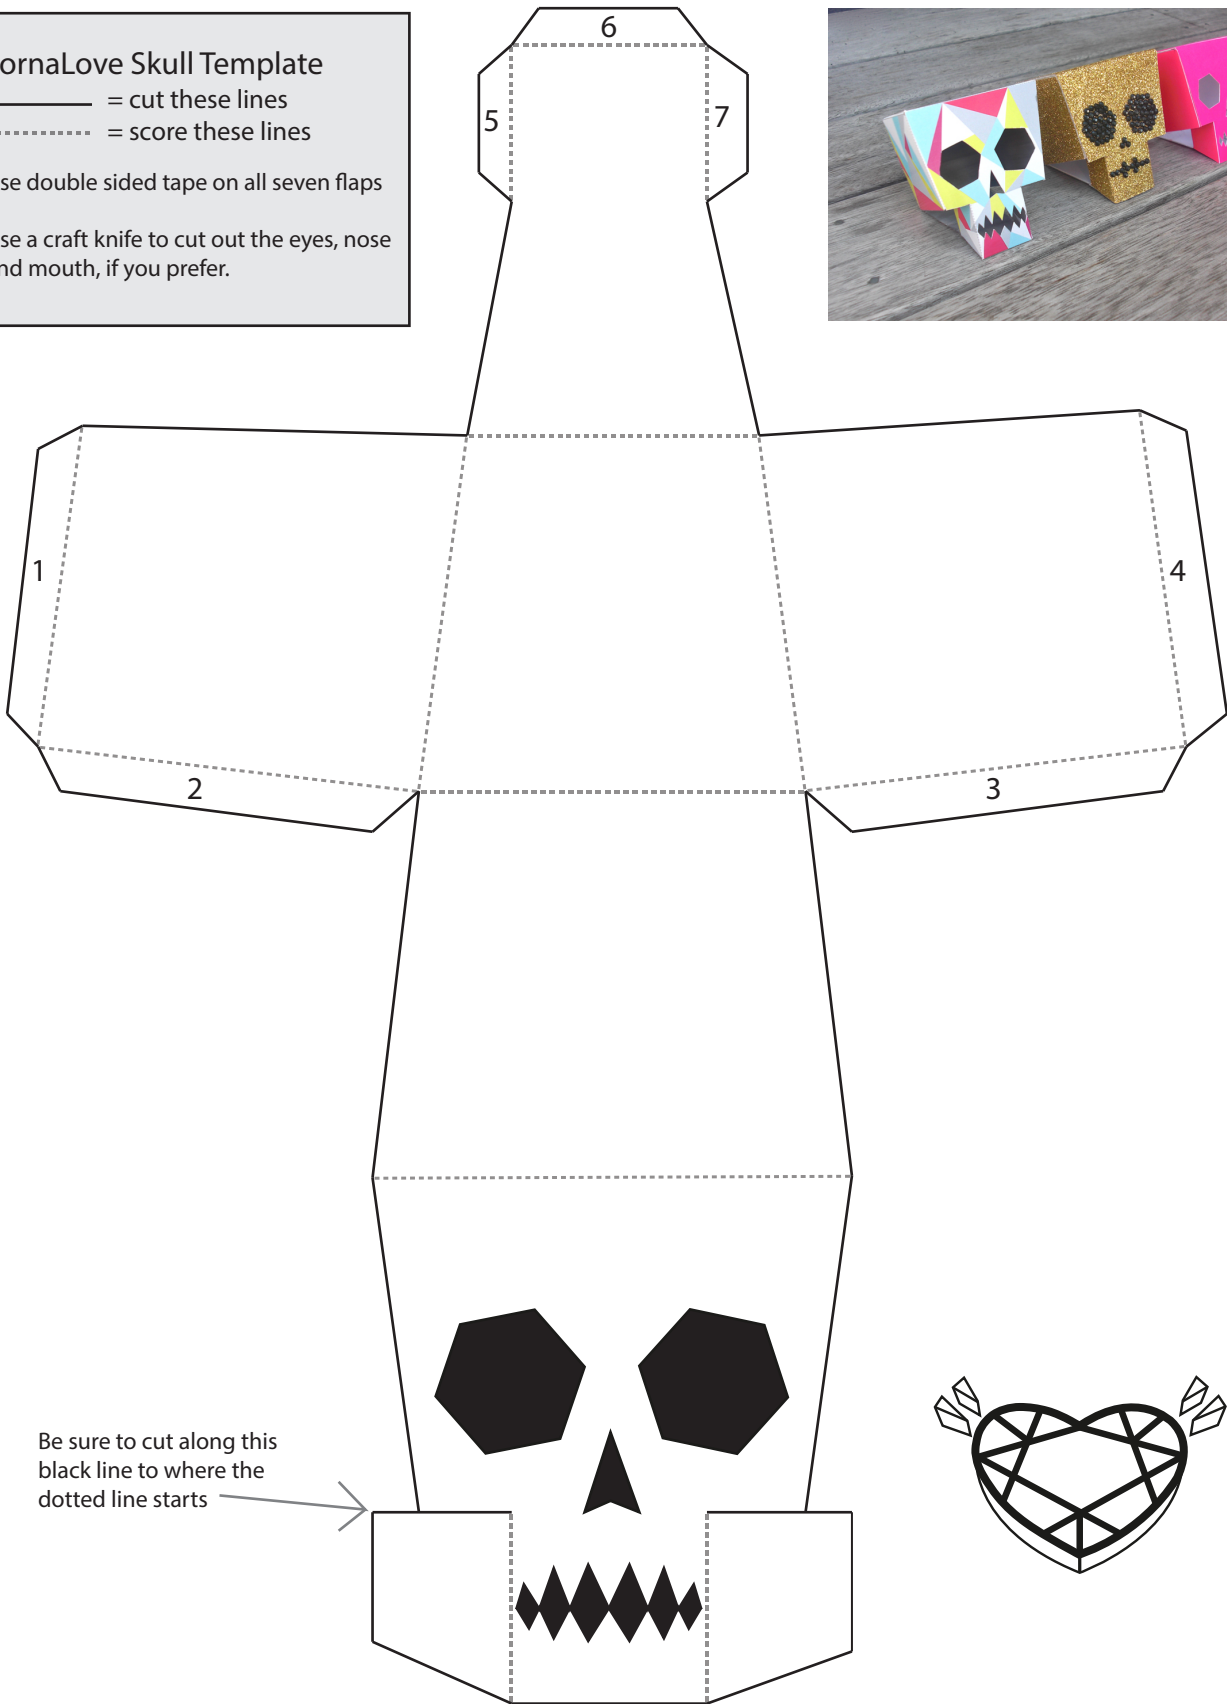 ornaLove Skull Template
= cut these lines
= score these lines
se double sided tape on all seven flaps
se a craft knife to cut out the eyes, nose
nd mouth, if you prefer.
6
5
7
1
4
2
3
Be sure to cut along this
black line to where the
dotted line starts